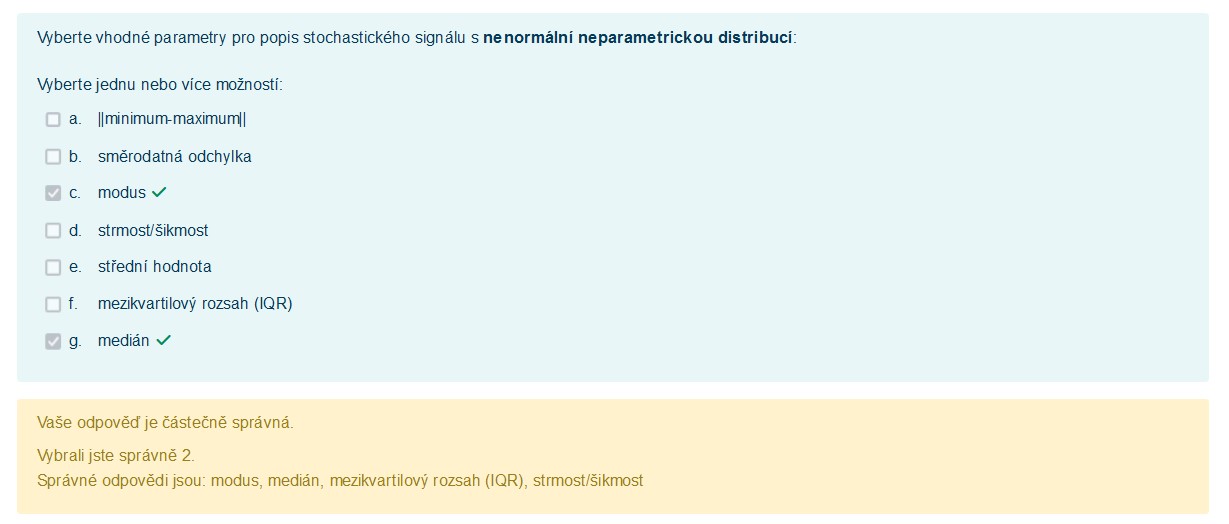 Vyberte vhodné parametry pro popis stochastického signálu s nenormální neparametrickou distribucí:
Vyberte jednu nebo více možností:
a. ||minimum-maximum||
b. směrodatná odchylka
c. modus
d. strmost/šikmost
e. střední hodnota
f. mezikvartilový rozsah (IQR)
g. medián
Vaše odpověď je částečně správná.
Vybrali jste správně 2.
Správné odpovědi jsou: modus, medián, mezikvartilový rozsah (IQR), strmost/šikmost